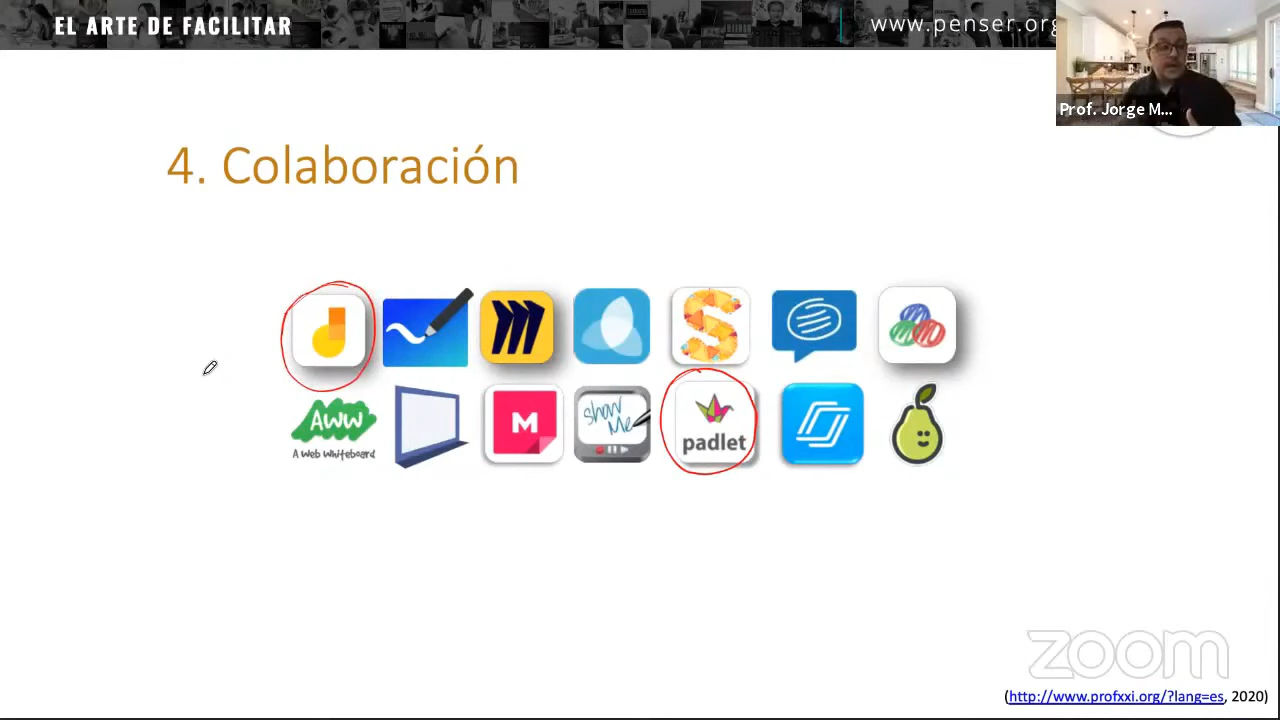 EL ARTE DE FACILITAR
www.penser.org
Prof. Jorge M...
4. Colaboración
AWW
A Web Whiteboard
M
Show
Me
padlet
zoom
(http://www.profxxi.org/?lang=es, 2020)